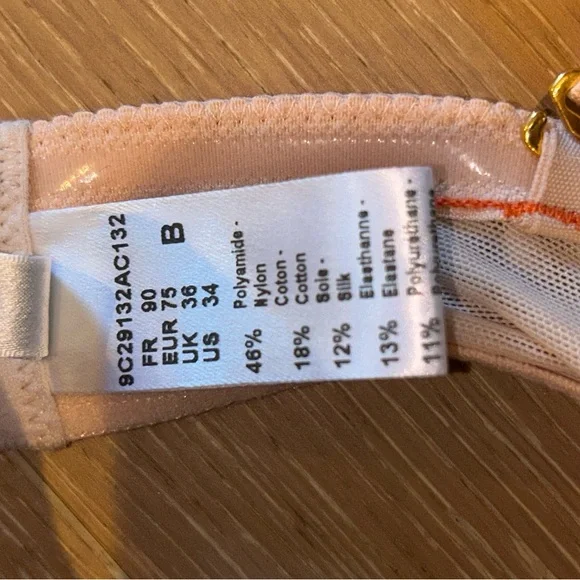 9C29132AC132
FR 90
EUR 75 B
UK 36
US 34
46% Polyamide -
Nylon
18% Coton -
Cotton
12% Soie -
Silk
13% Elasthanne -
Elastane
11% Polyuréthane -